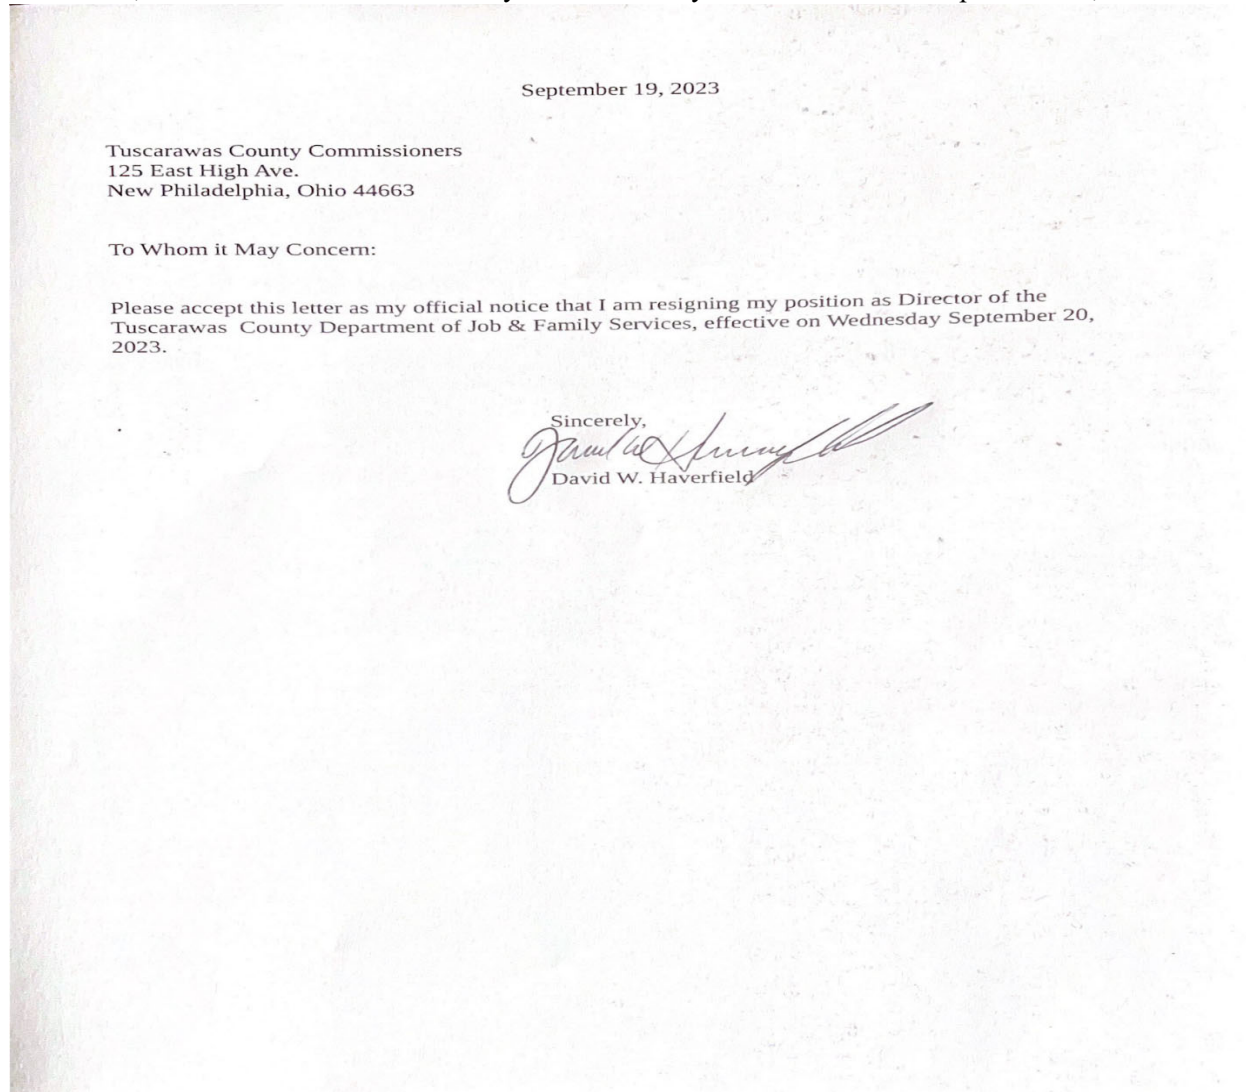 September 19, 2023
Tuscarawas County Commissioners
125 East High Ave.
New Philadelphia, Ohio 44663
To Whom it May Concern:
Please accept this letter as my official notice that I am resigning my position as Director of the
Tuscarawas County Department of Job & Family Services, effective on Wednesday September 20,
2023.
Sincerely,
David W. Haverfield